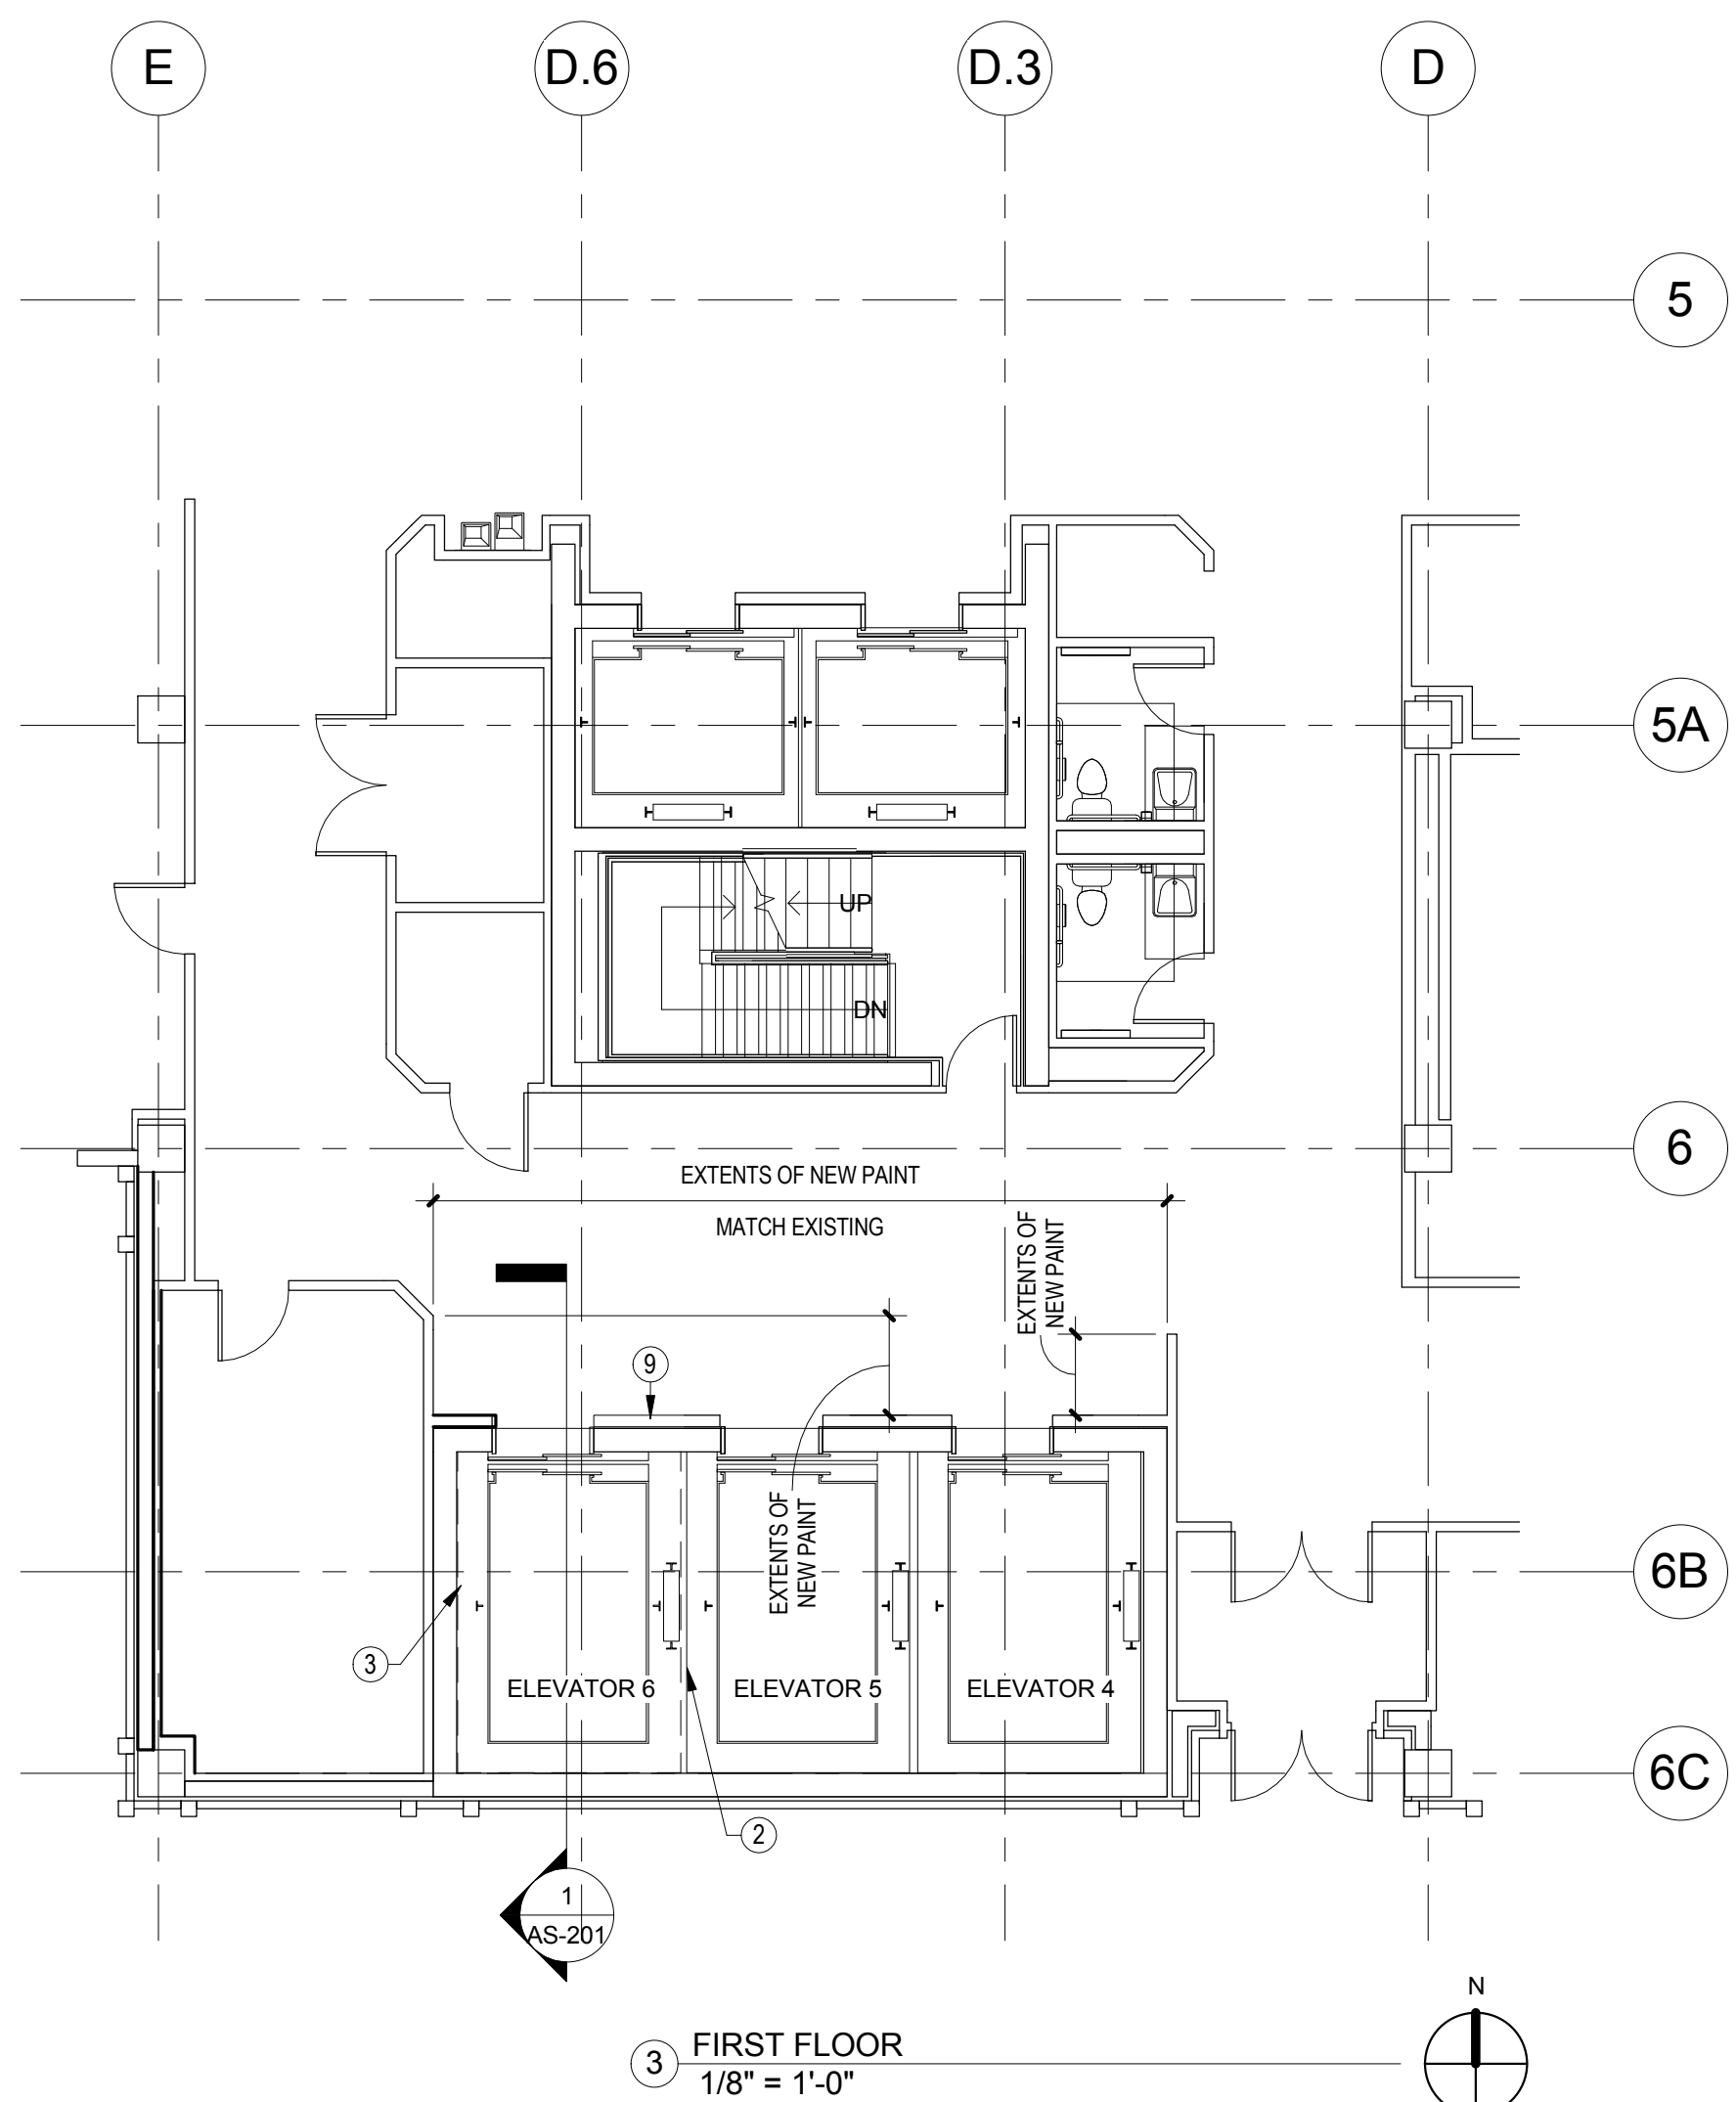 E
D.6
D.3
D
5
5A
UP
DN
6
EXTENTS OF NEW PAINT
MATCH EXISTING
EXTENTS OF
NEW PAINT
9
EXTENTS OF
NEW PAINT
6B
3
ELEVATOR 6
ELEVATOR 5
ELEVATOR 4
6C
2
1
AS-201
N
3
FIRST FLOOR
1/8" = 1'-0"